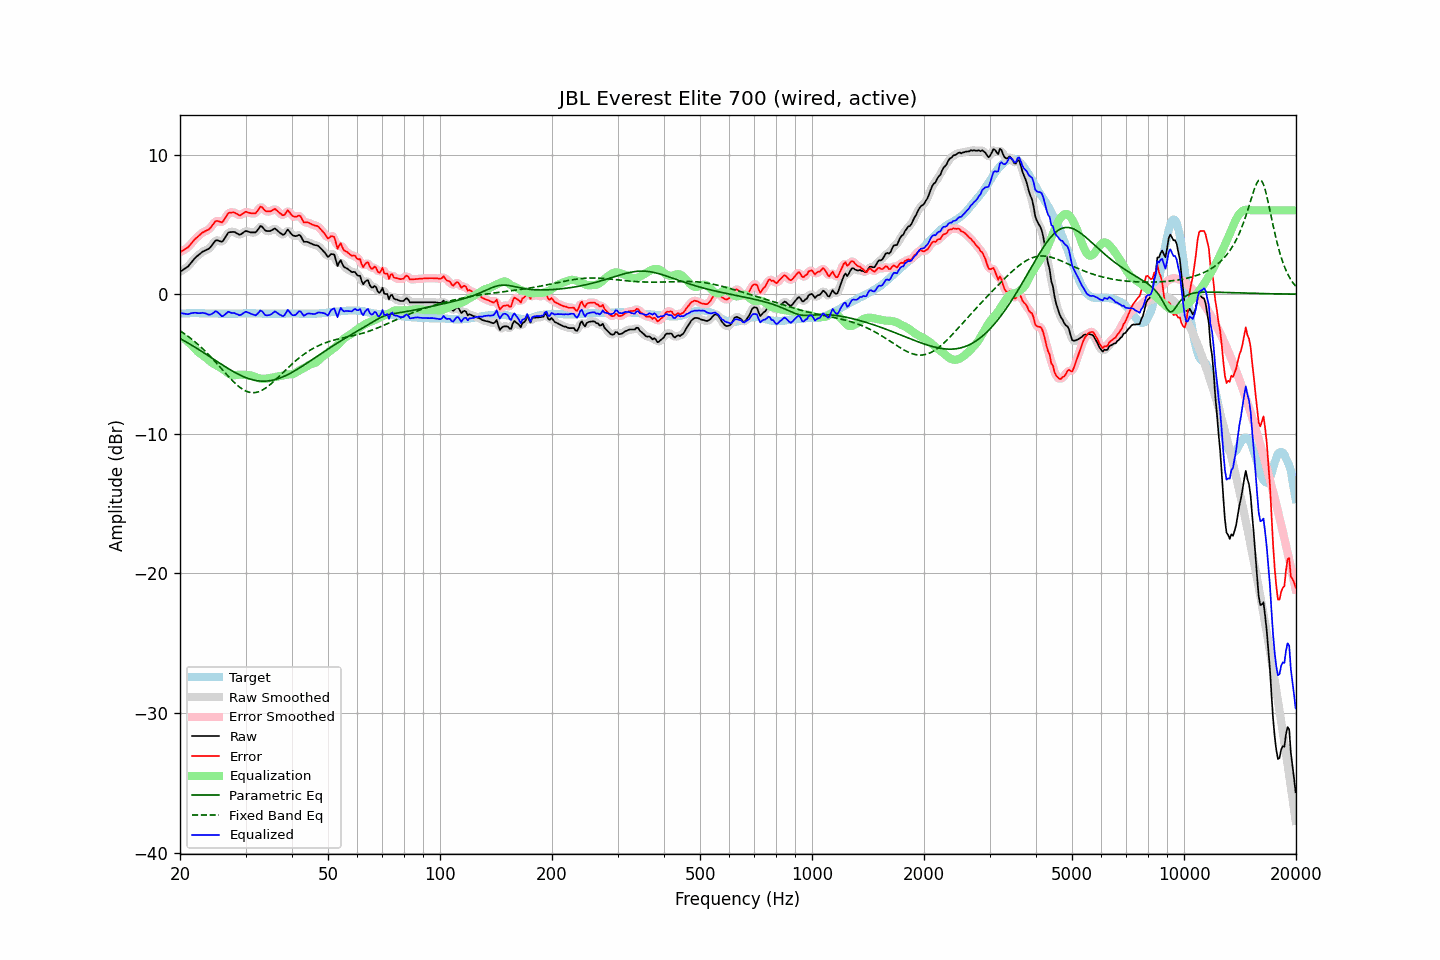 JBL Everest Elite 700 (wired, active)
10
0
−10
−20
−30
−40
Amplitude (dBr)
Target
Raw Smoothed
Error Smoothed
Raw
Error
Equalization
Parametric Eq
Fixed Band Eq
Equalized
20 50 100 200 500 1000 2000 5000 10000 20000
Frequency (Hz)